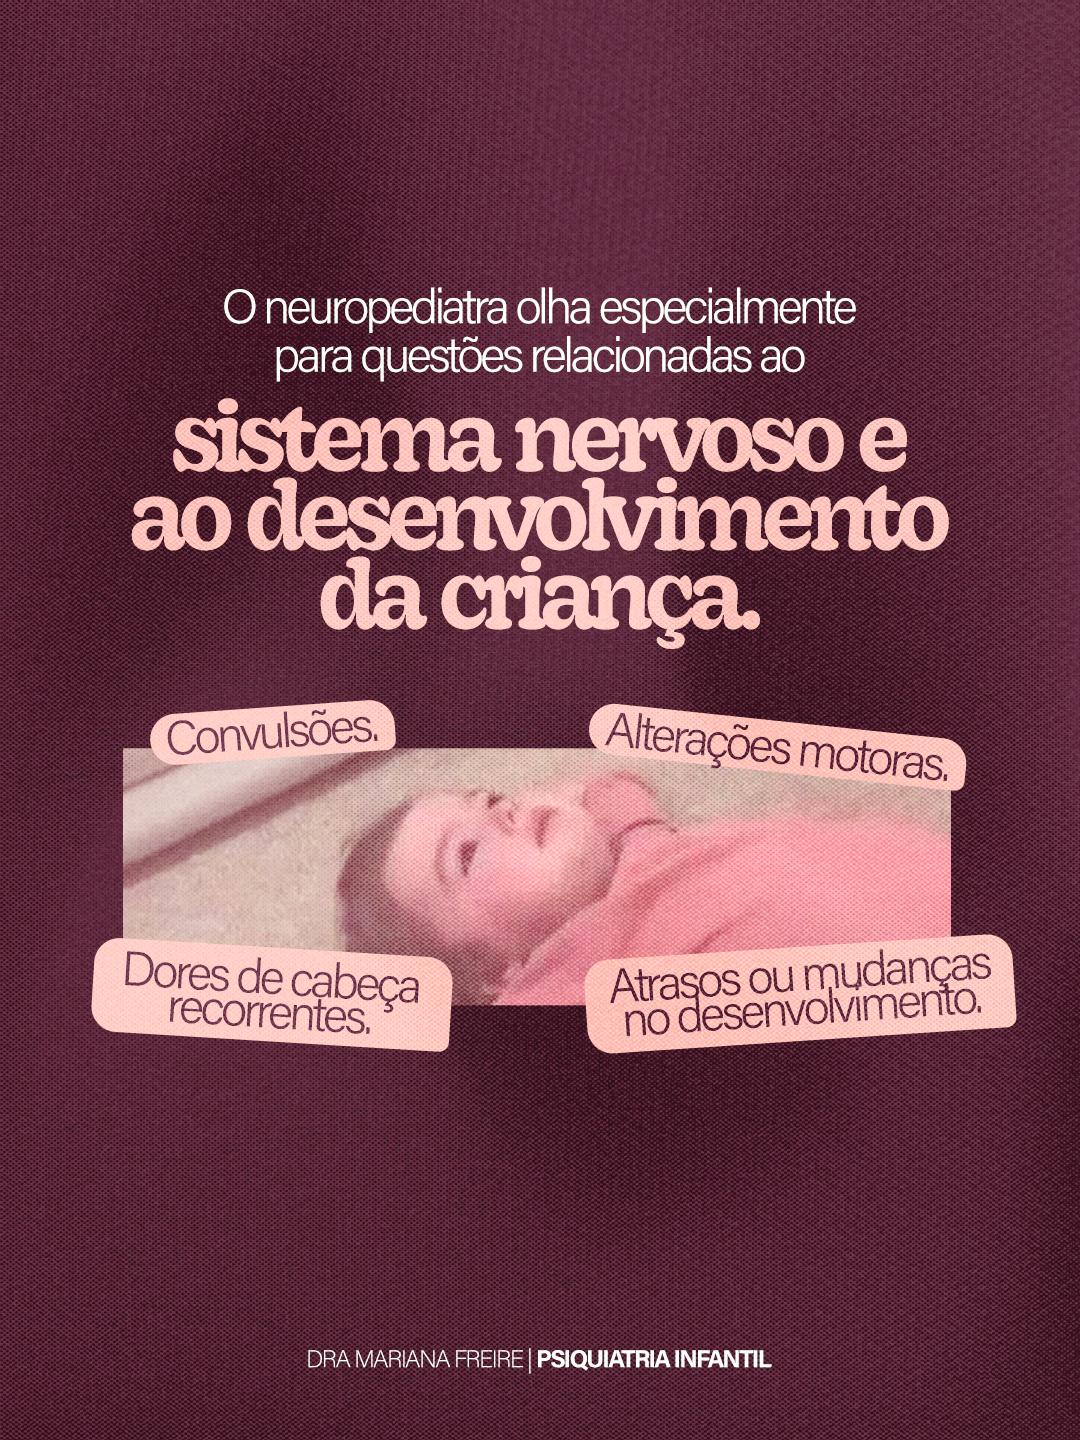 O neuropediatra olha especialmente
para questões relacionadas ao
sistema nervoso e
ao desenvolvimento
da criança.
Convulsões.
Alterações motoras.
Dores de cabeça
recorrentes.
Atrasos ou mudanças
no desenvolvimento.
DRA MARIANA FREIRE | PSIQUIATRIA INFANTIL